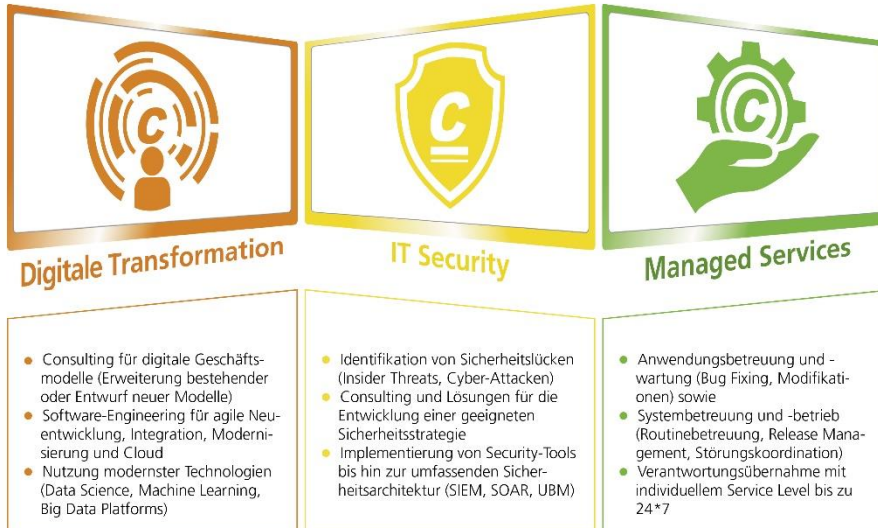 C
Digitale Transformation
Consulting für digitale Geschäfts-
modelle (Erweiterung bestehender
oder Entwurf neuer Modelle)
Software-Engineering für agile Neu-
entwicklung, Integration, Moderni-
sierung und Cloud
Nutzung modernster Technologien
(Data Science, Machine Learning,
Big Data Platforms)
C
IT Security
Identifikation von Sicherheitslücken
(Insider Threats, Cyber-Attacken)
Consulting und Lösungen für die
Entwicklung einer geeigneten
Sicherheitsstrategie
Implementierung von Security-Tools
bis hin zur umfassenden Sicher-
heitsarchitektur (SIEM, SOAR, UBM)
C
Managed Services
Anwendungsbetreuung und -
wartung (Bug Fixing, Modifikati-
onen) sowie
Systembetreuung und -betrieb
(Routinebetreuung, Release Mana-
gement, Störungskoordination)
Verantwortungsübernahme mit
individuellem Service Level bis zu
24*7